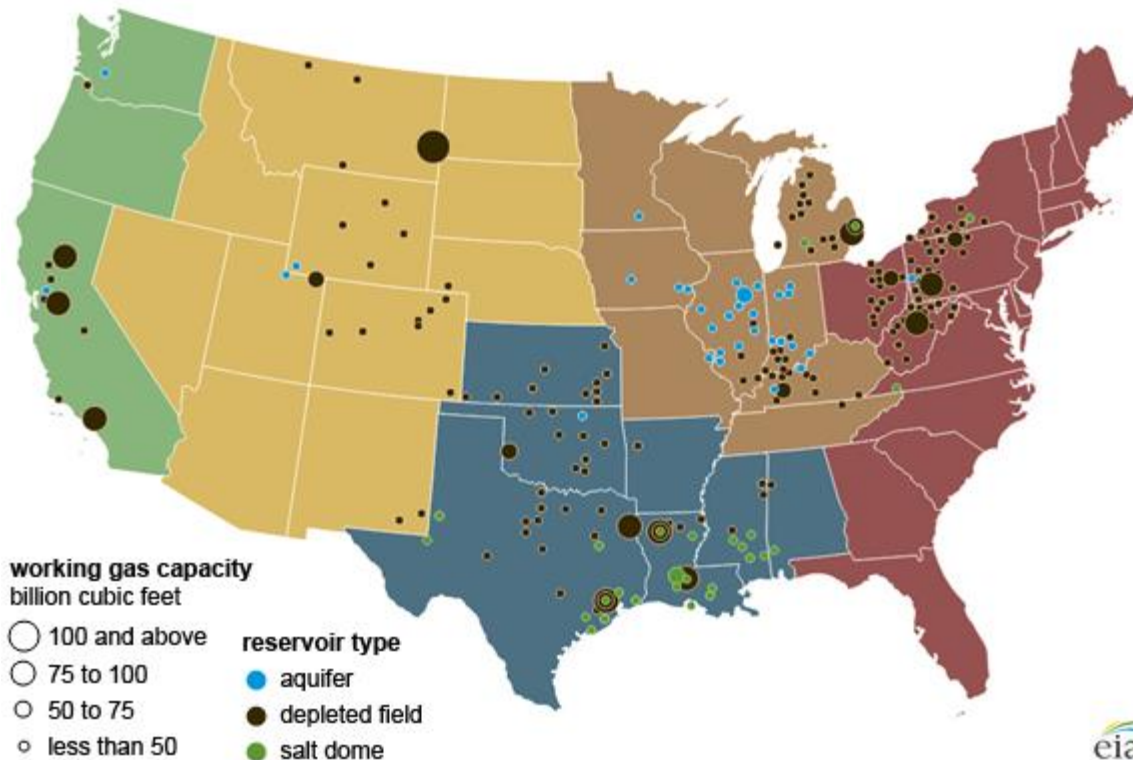 working gas capacity
billion cubic feet
100 and above
75 to 100
50 to 75
less than 50
reservoir type
aquifer
depleted field
salt dome
eia